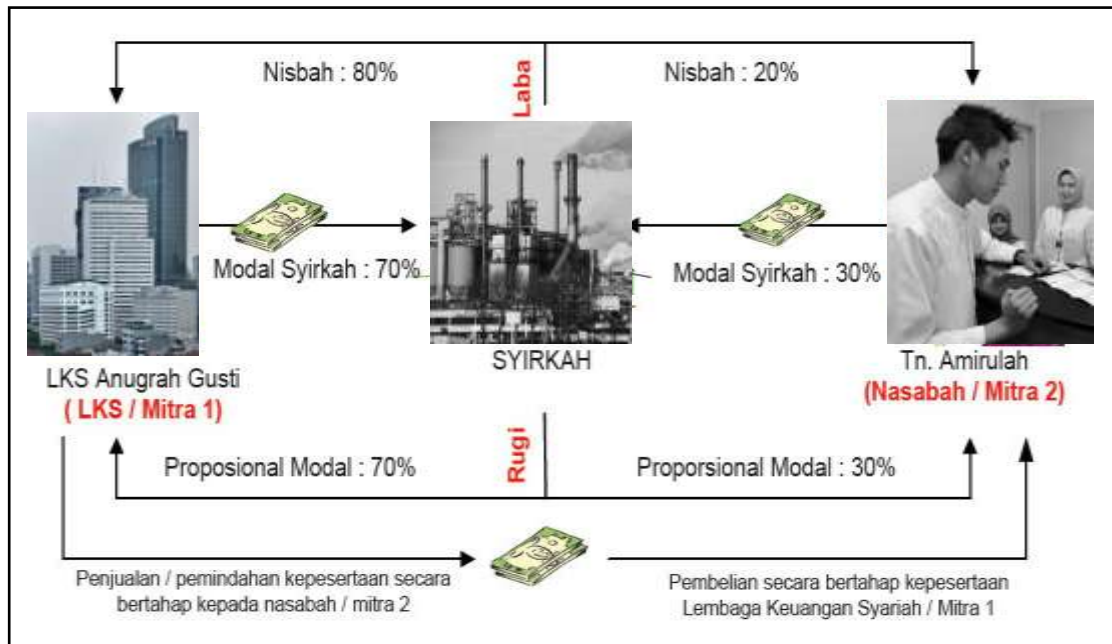 Nisbah : 80%
Nisbah : 20%
Laba
Modal Syirkah : 70%
Modal Syirkah : 30%
SYIRKAH
LKS Anugrah Gusti
( LKS / Mitra 1)
Tn. Amirulah
(Nasabah / Mitra 2)
Rugi
Proposional Modal : 70%
Proporsional Modal : 30%
Penjualan / pemindahan kepesertaan secara
bertahap kepada nasabah / mitra 2
Pembelian secara bertahap kepesertaan
Lembaga Keuangan Syariah / Mitra 1